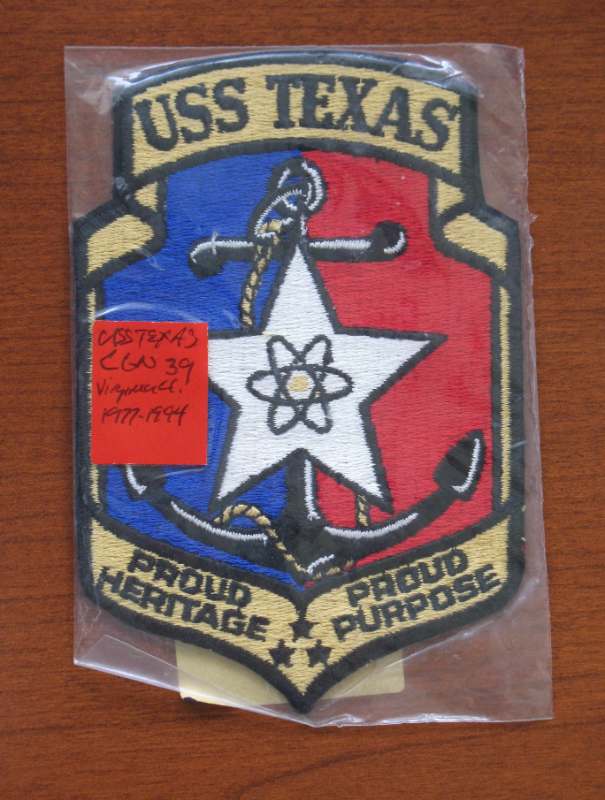 USS TEXAS
USS TEXAS
CGN 39
1977-1994
PROUD
HERITAGE
PROUD
PURPOSE